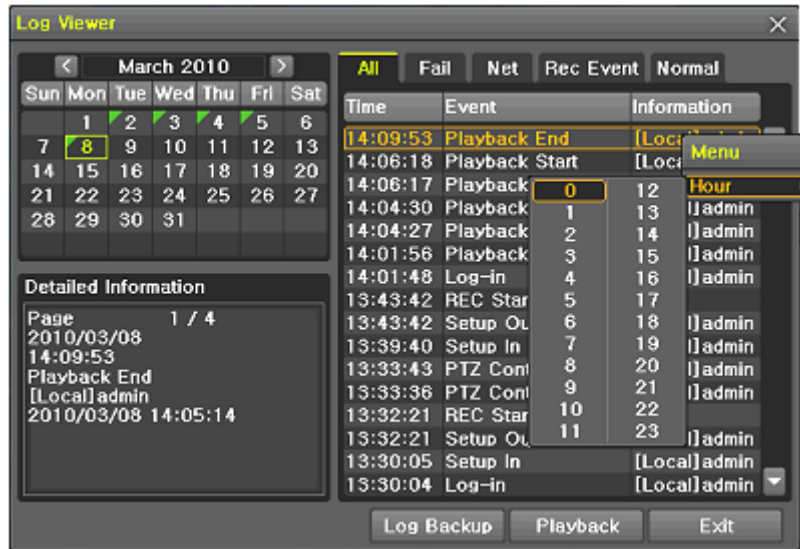 Log Viewer
March 2010
Sun Mon Tue Wed Thu Fri Sat
1 2 3 4 5 6
7 8 9 10 11 12 13
14 15 16 17 18 19 20
21 22 23 24 25 26 27
28 29 30 31
Detailed Information
Page 1 / 4
2010/03/08
14:09:53
Playback End
[Local]admin
2010/03/08 14:05:14
All Fail Net Rec Event Normal
Time Event Information
14:09:53 Playback End [Local]admin
14:06:18 Playback Start [Loca
14:06:17 Playback
14:04:30 Playback l]admin
14:04:27 Playback l]admin
14:01:56 Playback l]admin
14:01:48 Log-in l]admin
13:43:42 REC Star
13:43:42 Setup Ou l]admin
13:39:40 Setup In l]admin
13:33:43 PTZ Cont l]admin
13:33:36 PTZ Cont l]admin
13:32:21 REC Star
13:32:21 Setup Ou l]admin
13:30:05 Setup In [Local]admin
13:30:04 Log-in [Local]admin
Menu
Hour
0 12
1 13
2 14
3 15
4 16
5 17
6 18
7 19
8 20
9 21
10 22
11 23
Log Backup Playback Exit